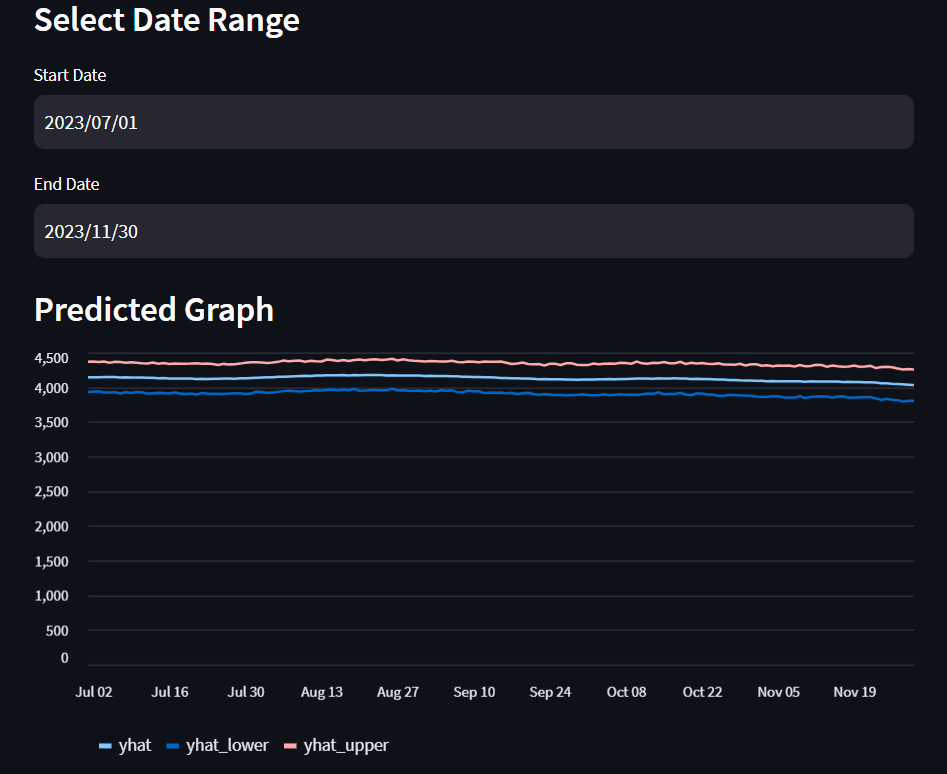 Select Date Range
Start Date
2023/07/01
End Date
2023/11/30
Predicted Graph
4,500
4,000
3,500
3,000
2,500
2,000
1,500
1,000
500
0
Jul 02 Jul 16 Jul 30 Aug 13 Aug 27 Sep 10 Sep 24 Oct 08 Oct 22 Nov 05 Nov 19
yhat yhat_lower yhat_upper